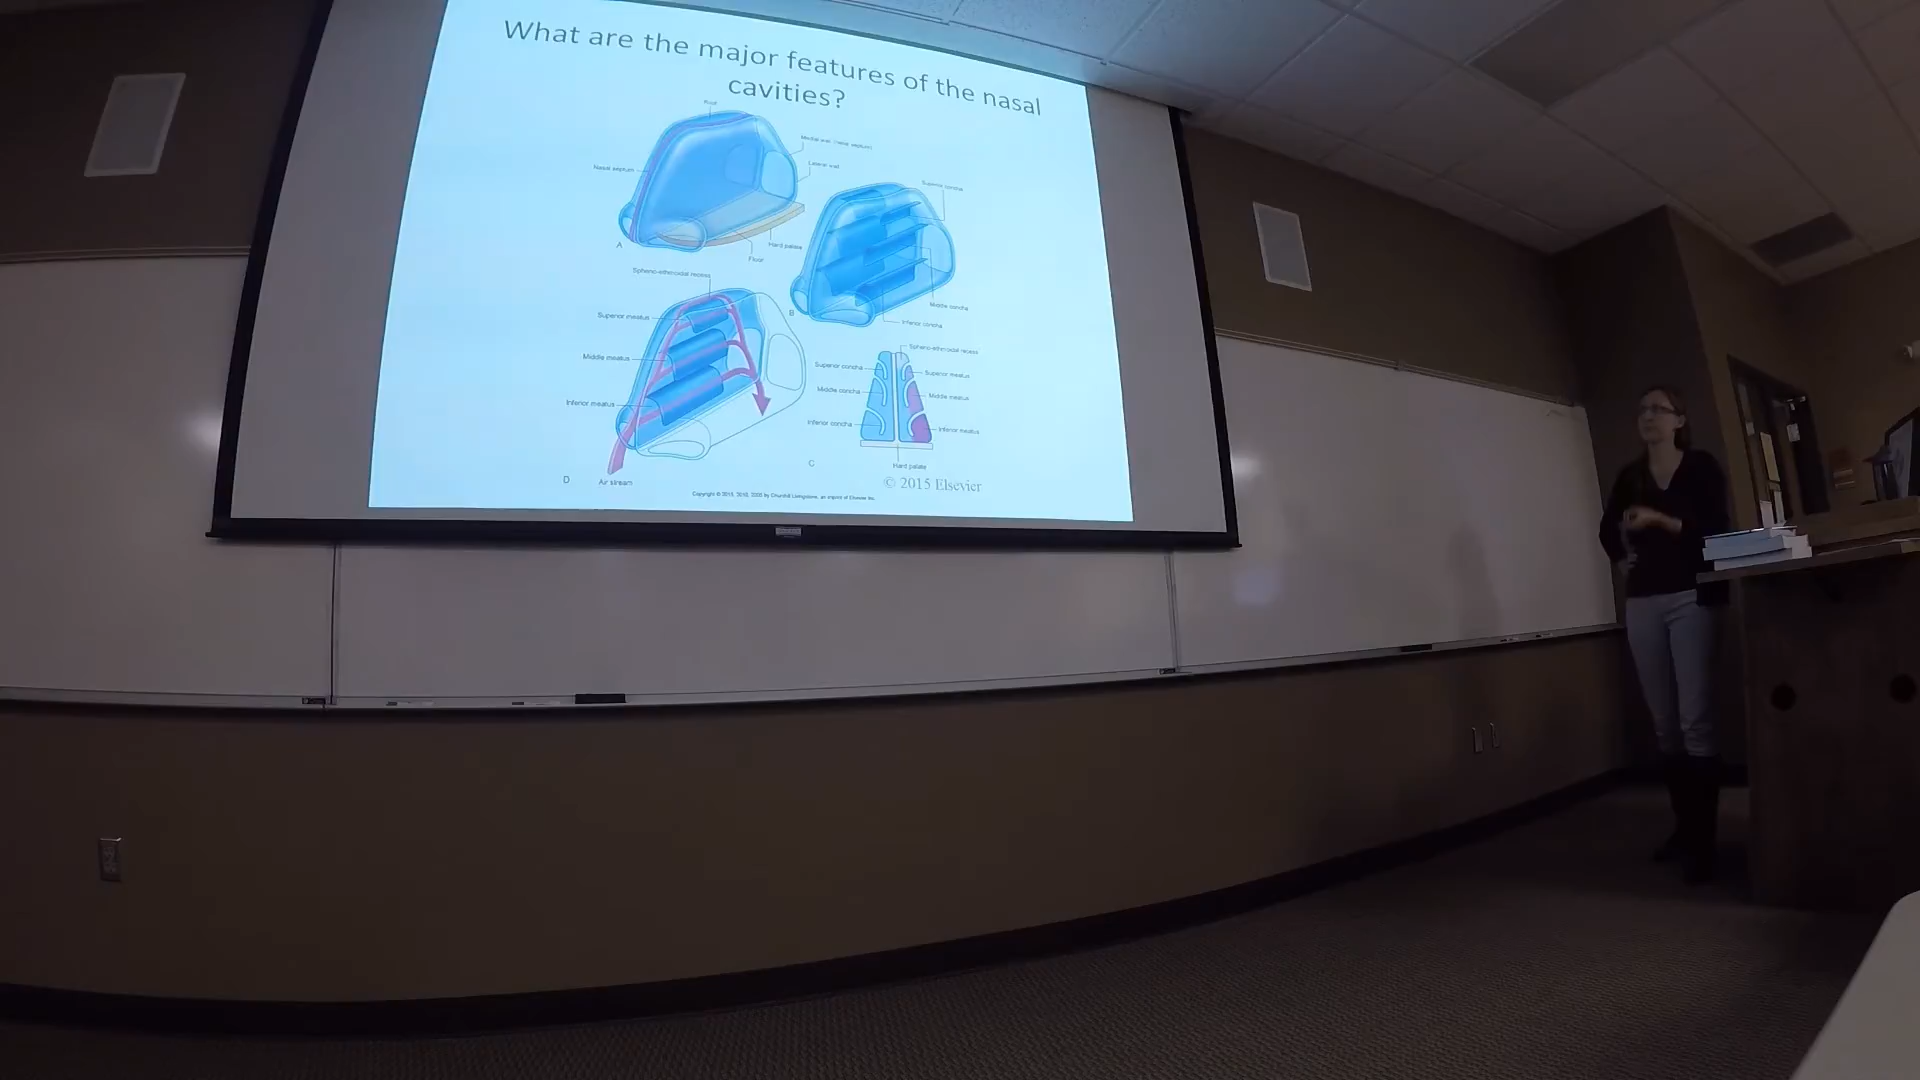 What are the major features of the nasal
cavities?
Roof
Medial wall (nasal septum)
Lateral wall
Nasal septum
Hard palate
Floor
A
Superior concha
Middle concha
Inferior concha
B
Spheno-ethmoidal recess
Superior meatus
Middle meatus
Inferior meatus
D
Air stream
Spheno-ethmoidal recess
Superior concha
Superior meatus
Middle concha
Middle meatus
Inferior concha
Inferior meatus
Hard palate
C
© 2015 Elsevier